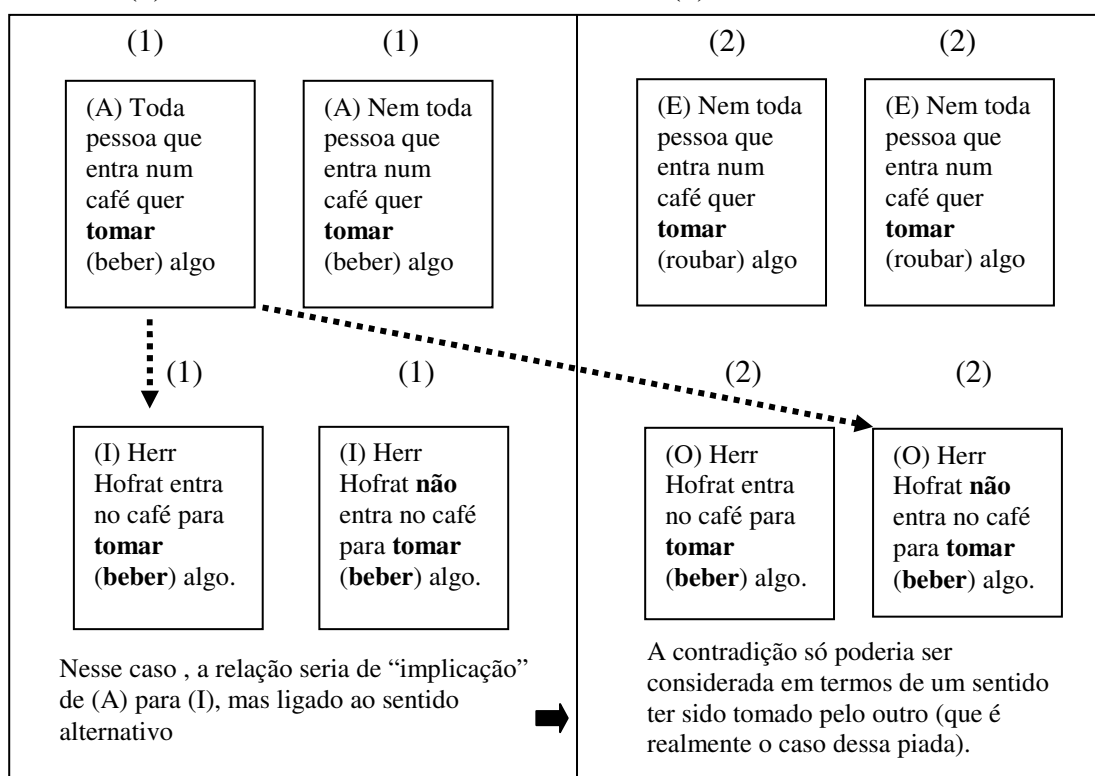 (1)
(1)
(2)
(2)
(A) Toda
pessoa que
entra num
café quer
tomar
(beber) algo
(A) Nem toda
pessoa que
entra num
café quer
tomar
(beber) algo
(E) Nem toda
pessoa que
entra num
café quer
tomar
(roubar) algo
(E) Nem toda
pessoa que
entra num
café quer
tomar
(roubar) algo
(1)
(1)
(2)
(2)
(I) Herr
Hofrat entra
no café para
tomar
(beber) algo.
(I) Herr
Hofrat não
entra no café
para tomar
(beber) algo.
(O) Herr
Hofrat entra
no café para
tomar
(beber) algo.
(O) Herr
Hofrat não
entra no café
para tomar
(beber) algo.
Nesse caso , a relação seria de “implicação”
de (A) para (I), mas ligado ao sentido
alternativo
A contradição só poderia ser
considerada em termos de um sentido
ter sido tomado pelo outro (que é
realmente o caso dessa piada).